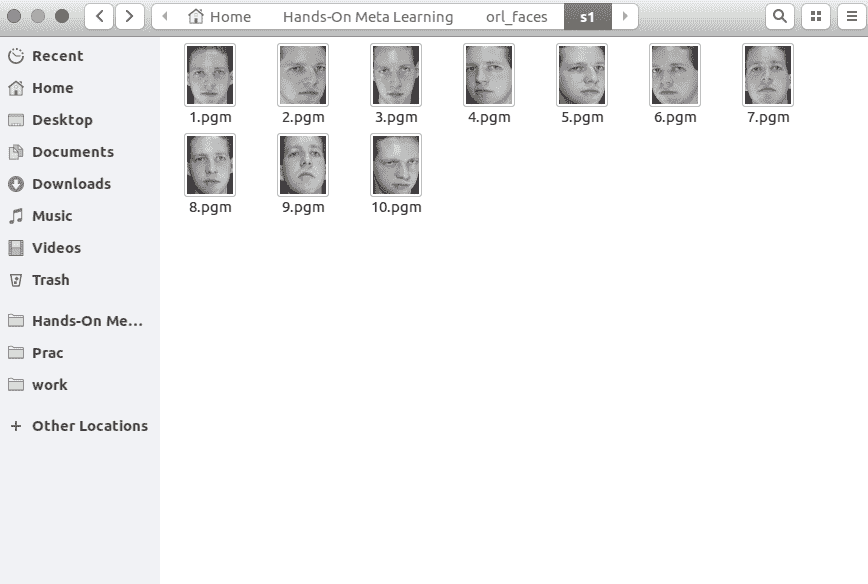 Home Hands-On Meta Learning orl_faces s1
Recent
Home
Desktop
Documents
Downloads
Music
Videos
Trash
Hands-On Me...
Prac
work
+ Other Locations
1.pgm 2.pgm 3.pgm 4.pgm 5.pgm 6.pgm 7.pgm
8.pgm 9.pgm 10.pgm